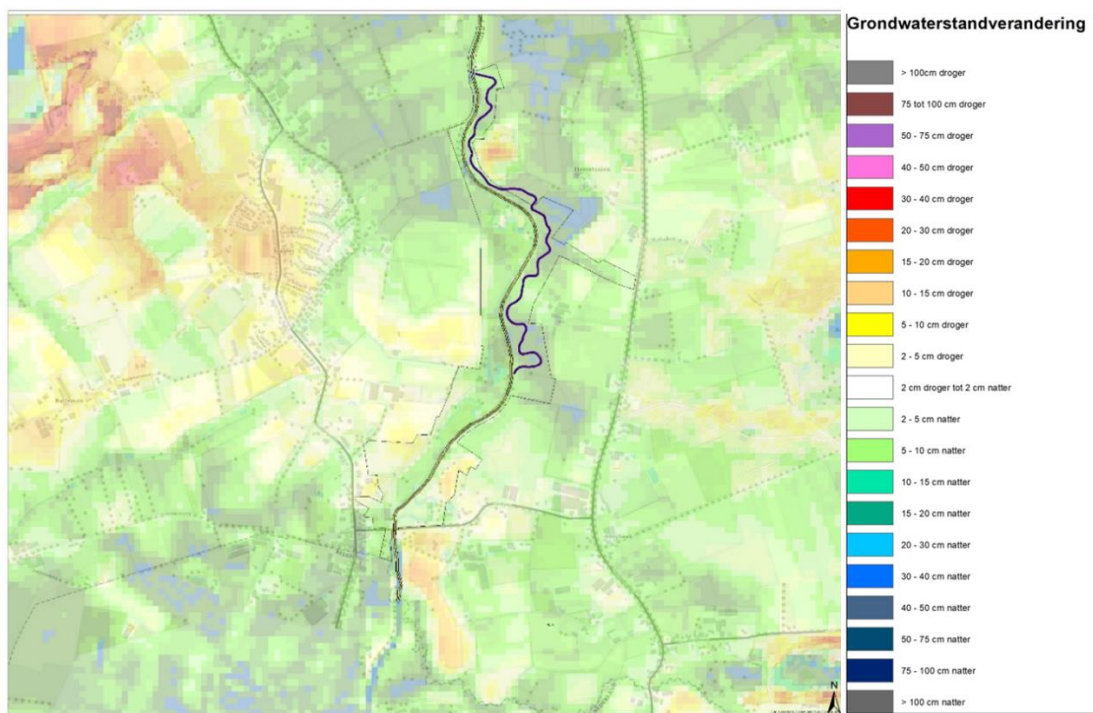 Grondwaterstandverandering
> 100cm droger
75 tot 100 cm droger
50 - 75 cm droger
40 - 50 cm droger
30 - 40 cm droger
20 - 30 cm droger
15 - 20 cm droger
10 - 15 cm droger
5 - 10 cm droger
2 - 5 cm droger
2 cm droger tot 2 cm natter
2 - 5 cm natter
5 - 10 cm natter
10 - 15 cm natter
15 - 20 cm natter
20 - 30 cm natter
30 - 40 cm natter
40 - 50 cm natter
50 - 75 cm natter
75 - 100 cm natter
> 100 cm natter
N